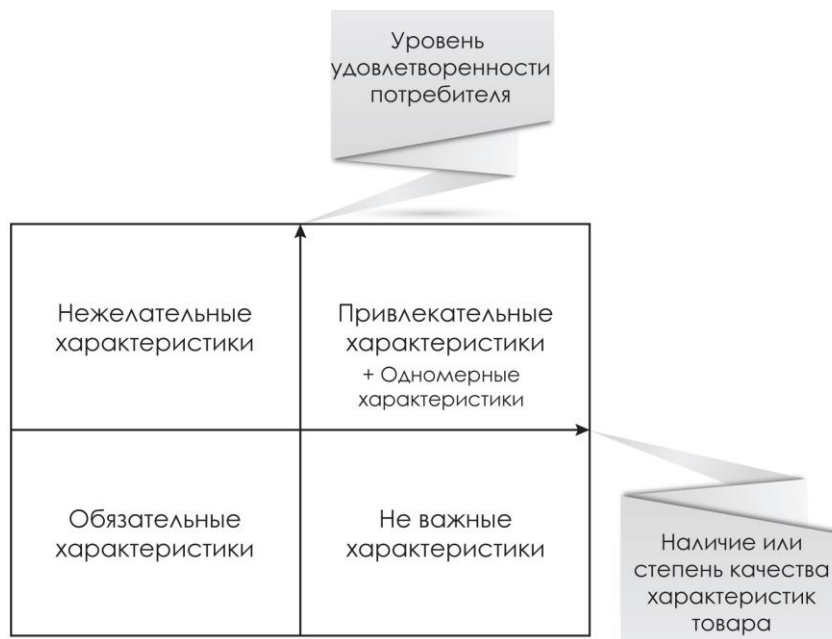 Уровень
удовлетворенности
потребителя
Нежелательные
характеристики
Привлекательные
характеристики
+ Одномерные
характеристики
Обязательные
характеристики
Не важные
характеристики
Наличие или
степень качества
характеристик
товара